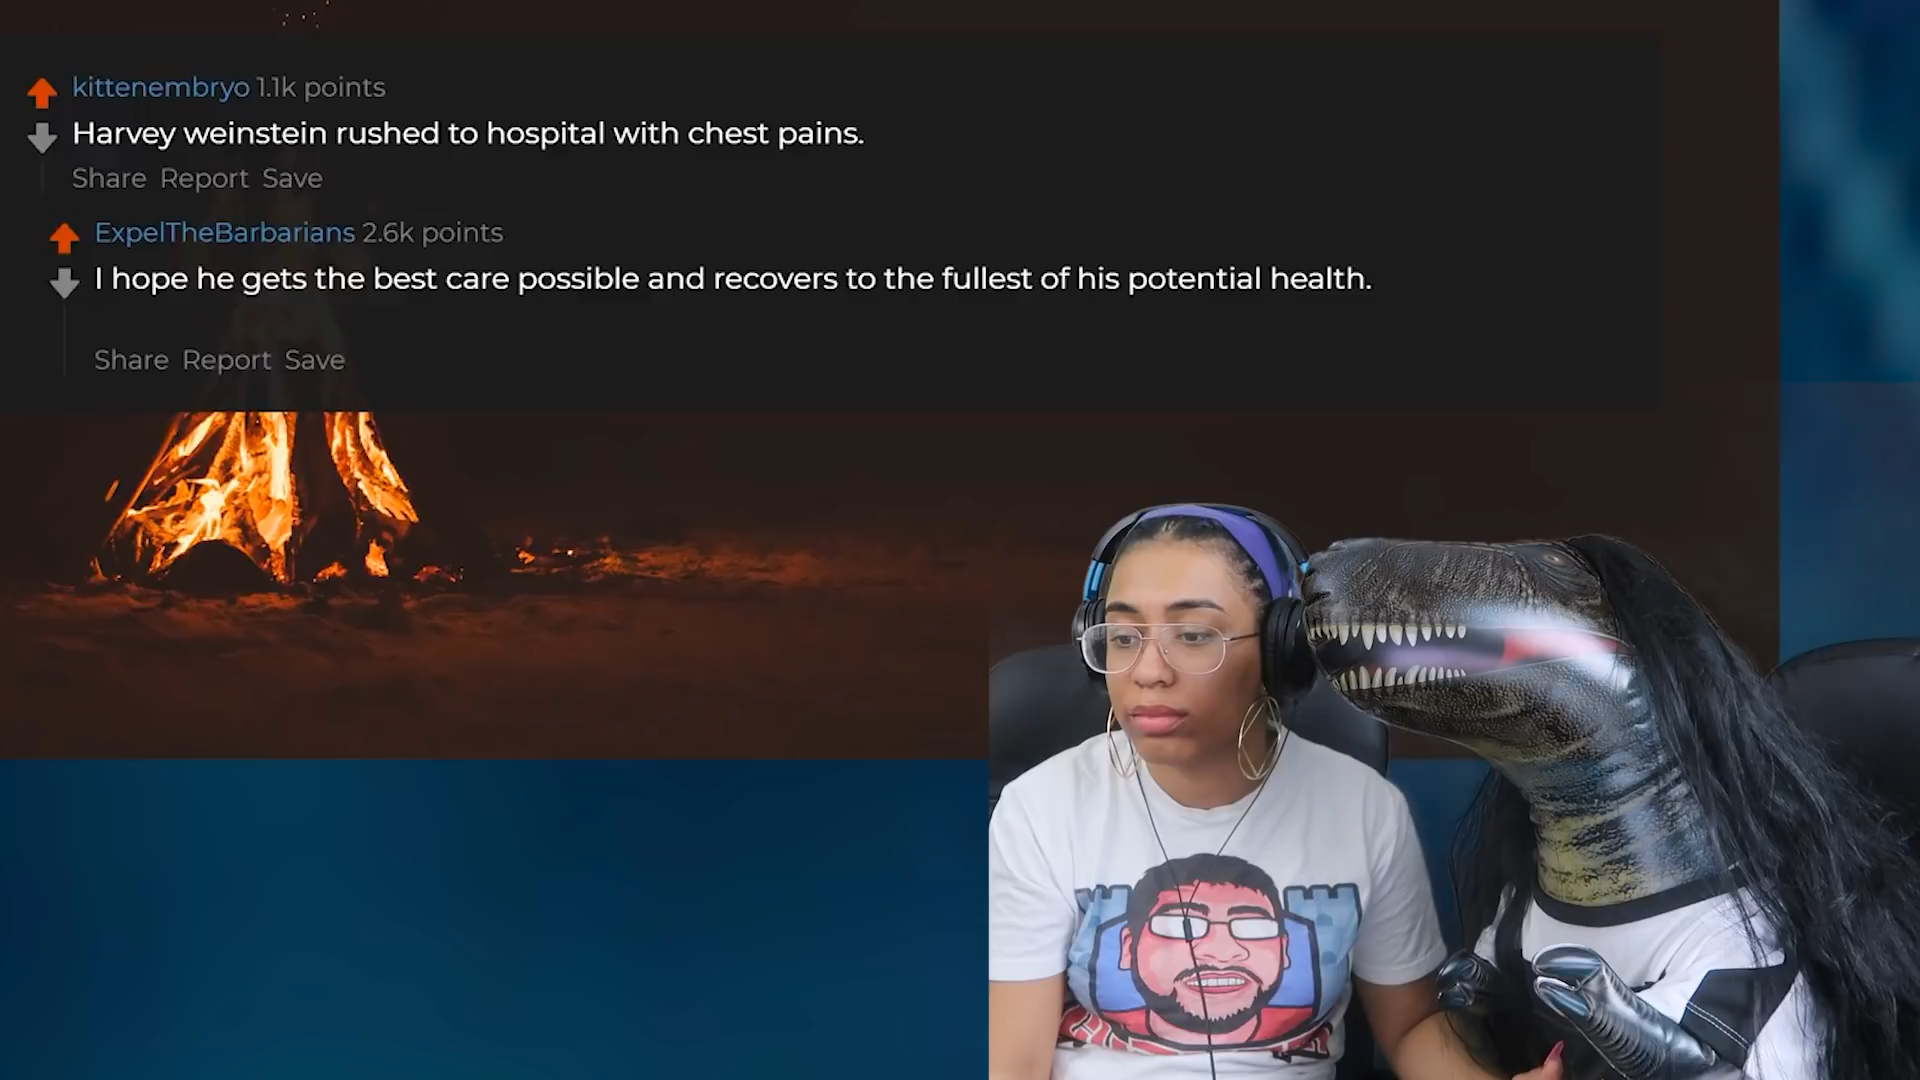 kittenembryo 1.1k points
Harvey weinstein rushed to hospital with chest pains.
Share Report Save
ExpelTheBarbarians 2.6k points
I hope he gets the best care possible and recovers to the fullest of his potential health.
Share Report Save